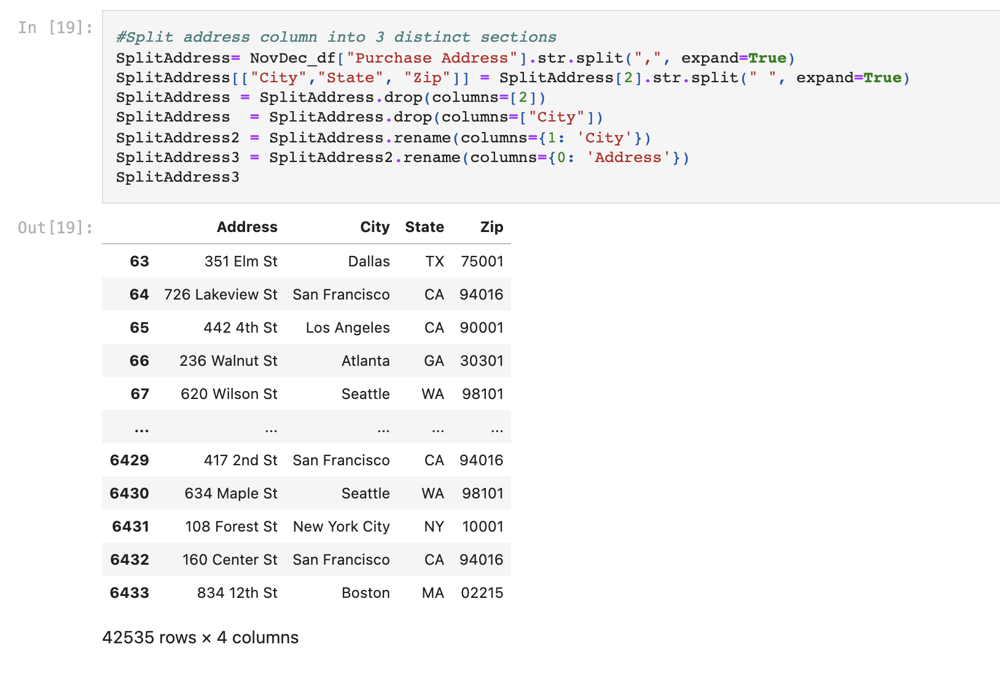 In [19]:
#Split address column into 3 distinct sections
SplitAddress= NovDec_df["Purchase Address"].str.split(",", expand=True)
SplitAddress[["City","State", "Zip"]] = SplitAddress[2].str.split(" ", expand=True)
SplitAddress = SplitAddress.drop(columns=[2])
SplitAddress  = SplitAddress.drop(columns=["City"])
SplitAddress2 = SplitAddress.rename(columns={1: 'City'})
SplitAddress3 = SplitAddress2.rename(columns={0: 'Address'})
SplitAddress3
Out[19]:
Address City State Zip
63 351 Elm St Dallas TX 75001
64 726 Lakeview St San Francisco CA 94016
65 442 4th St Los Angeles CA 90001
66 236 Walnut St Atlanta GA 30301
67 620 Wilson St Seattle WA 98101
... ... ... ... ...
6429 417 2nd St San Francisco CA 94016
6430 634 Maple St Seattle WA 98101
6431 108 Forest St New York City NY 10001
6432 160 Center St San Francisco CA 94016
6433 834 12th St Boston MA 02215
42535 rows × 4 columns